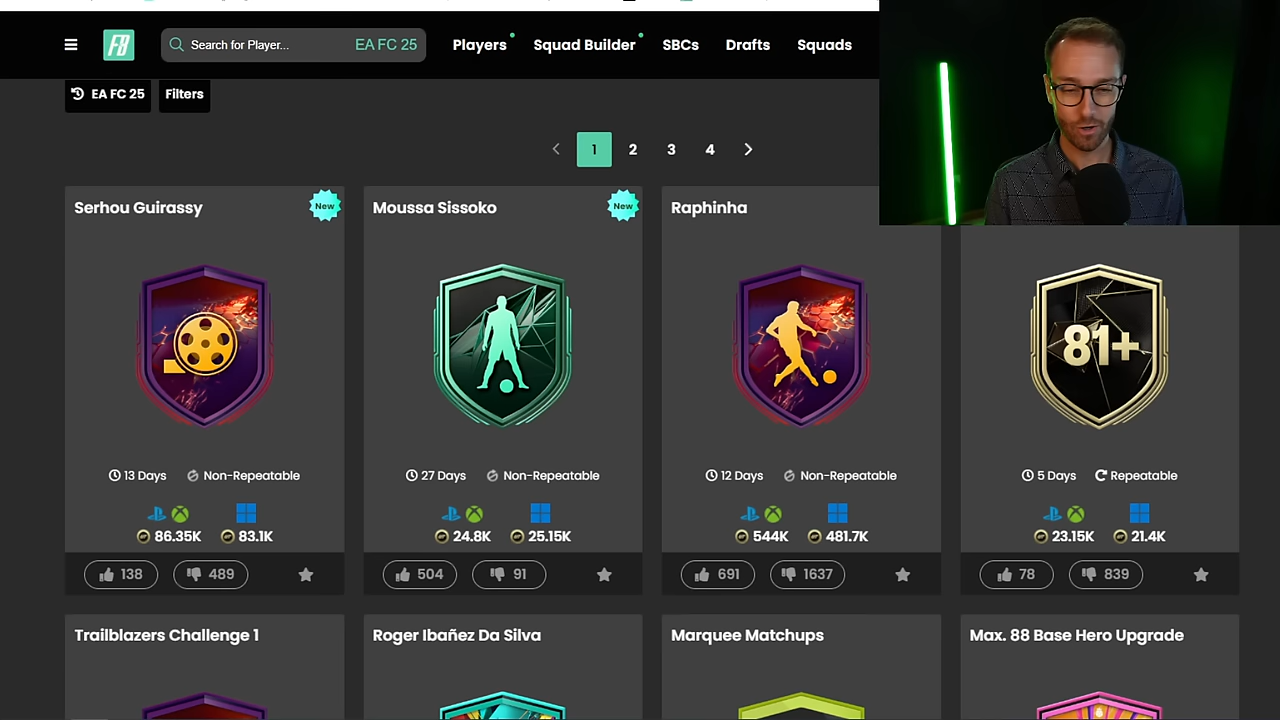 FB
Search for Player...
EA FC 25
Players
Squad Builder
SBCs
Drafts
Squads
EA FC 25
Filters
1
2
3
4
Serhou Guirassy
New
13 Days
Non-Repeatable
86.35K
83.1K
138
489
Moussa Sissoko
New
27 Days
Non-Repeatable
24.8K
25.15K
504
91
Raphinha
12 Days
Non-Repeatable
544K
481.7K
691
1637
81+
5 Days
Repeatable
23.15K
21.4K
78
839
Trailblazers Challenge 1
Roger Ibañez Da Silva
Marquee Matchups
Max. 88 Base Hero Upgrade